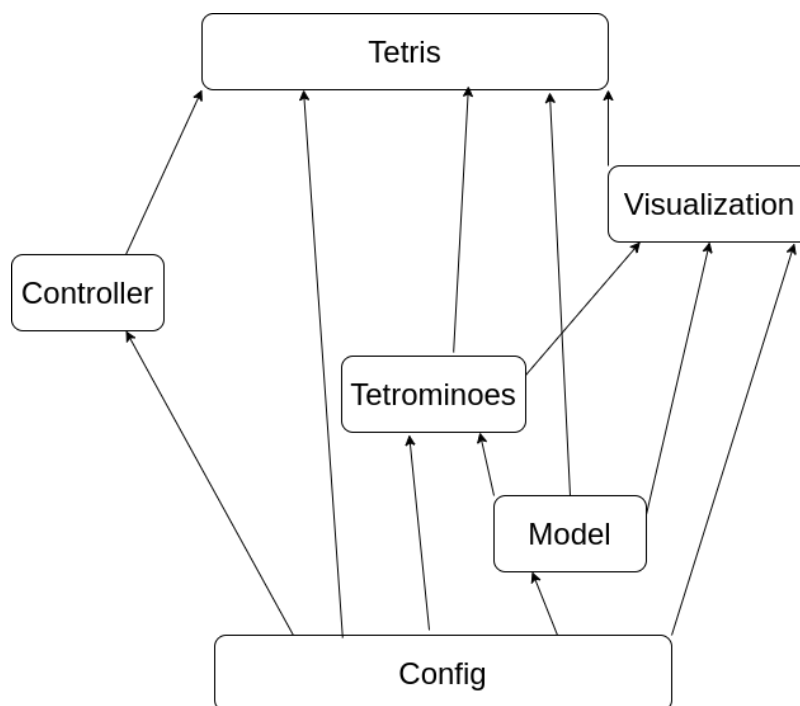 Tetris
Visualization
Controller
Tetrominoes
Model
Config